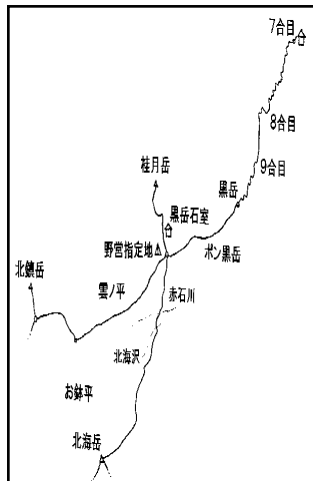 7合目
8合目
9合目
桂月岳
黒岳
黒岳石室
野営指定地
ポン黒岳
北鎮岳
雲ノ平
赤石川
北海沢
お鉢平
北海岳